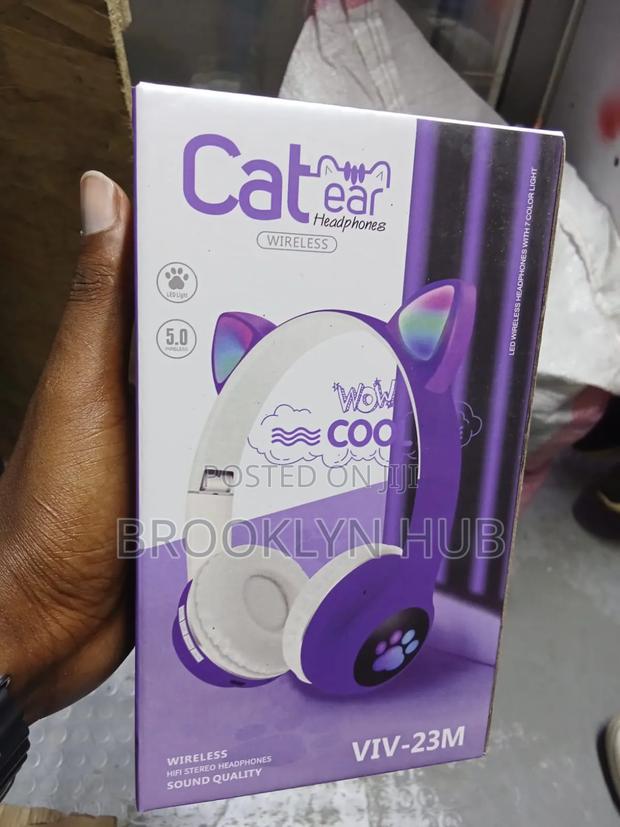 Cat ear
Headphones
WIRELESS
LED Light
5.0
WIRELESS
LED WIRELESS HEADPHONES WITH 7 COLOR LIGHT
WOW
COOL
POSTED ON JIJI
BROOKLYN HUB
WIRELESS
HIFI STEREO HEADPHONES
SOUND QUALITY
VIV-23M